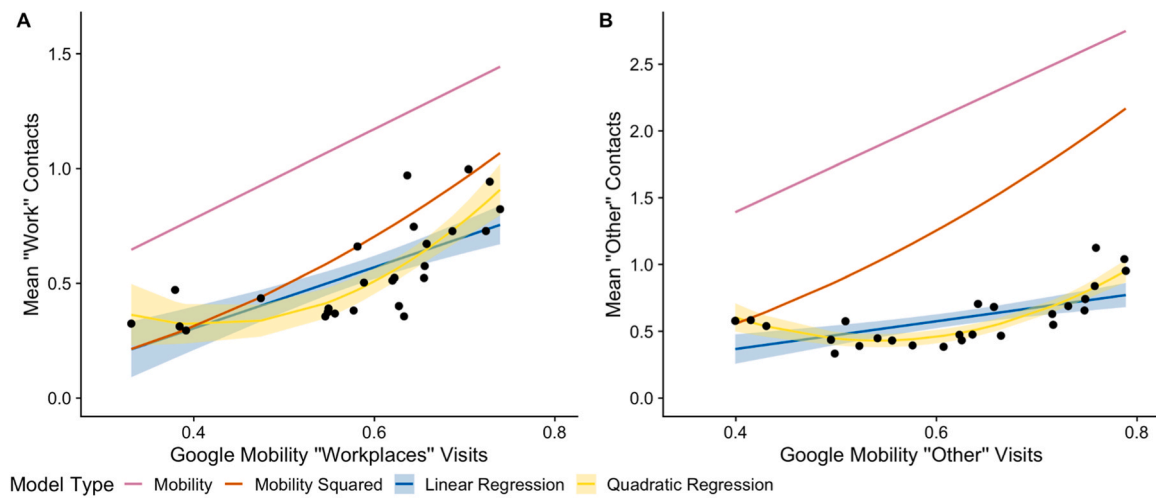 A
Mean "Work" Contacts
1.5
1.0
0.5
0.0
0.4 0.6 0.8
Google Mobility "Workplaces" Visits
B
Mean "Other" Contacts
2.5
2.0
1.5
1.0
0.5
0.0
0.4 0.6 0.8
Google Mobility "Other" Visits
Model Type Mobility Mobility Squared Linear Regression Quadratic Regression